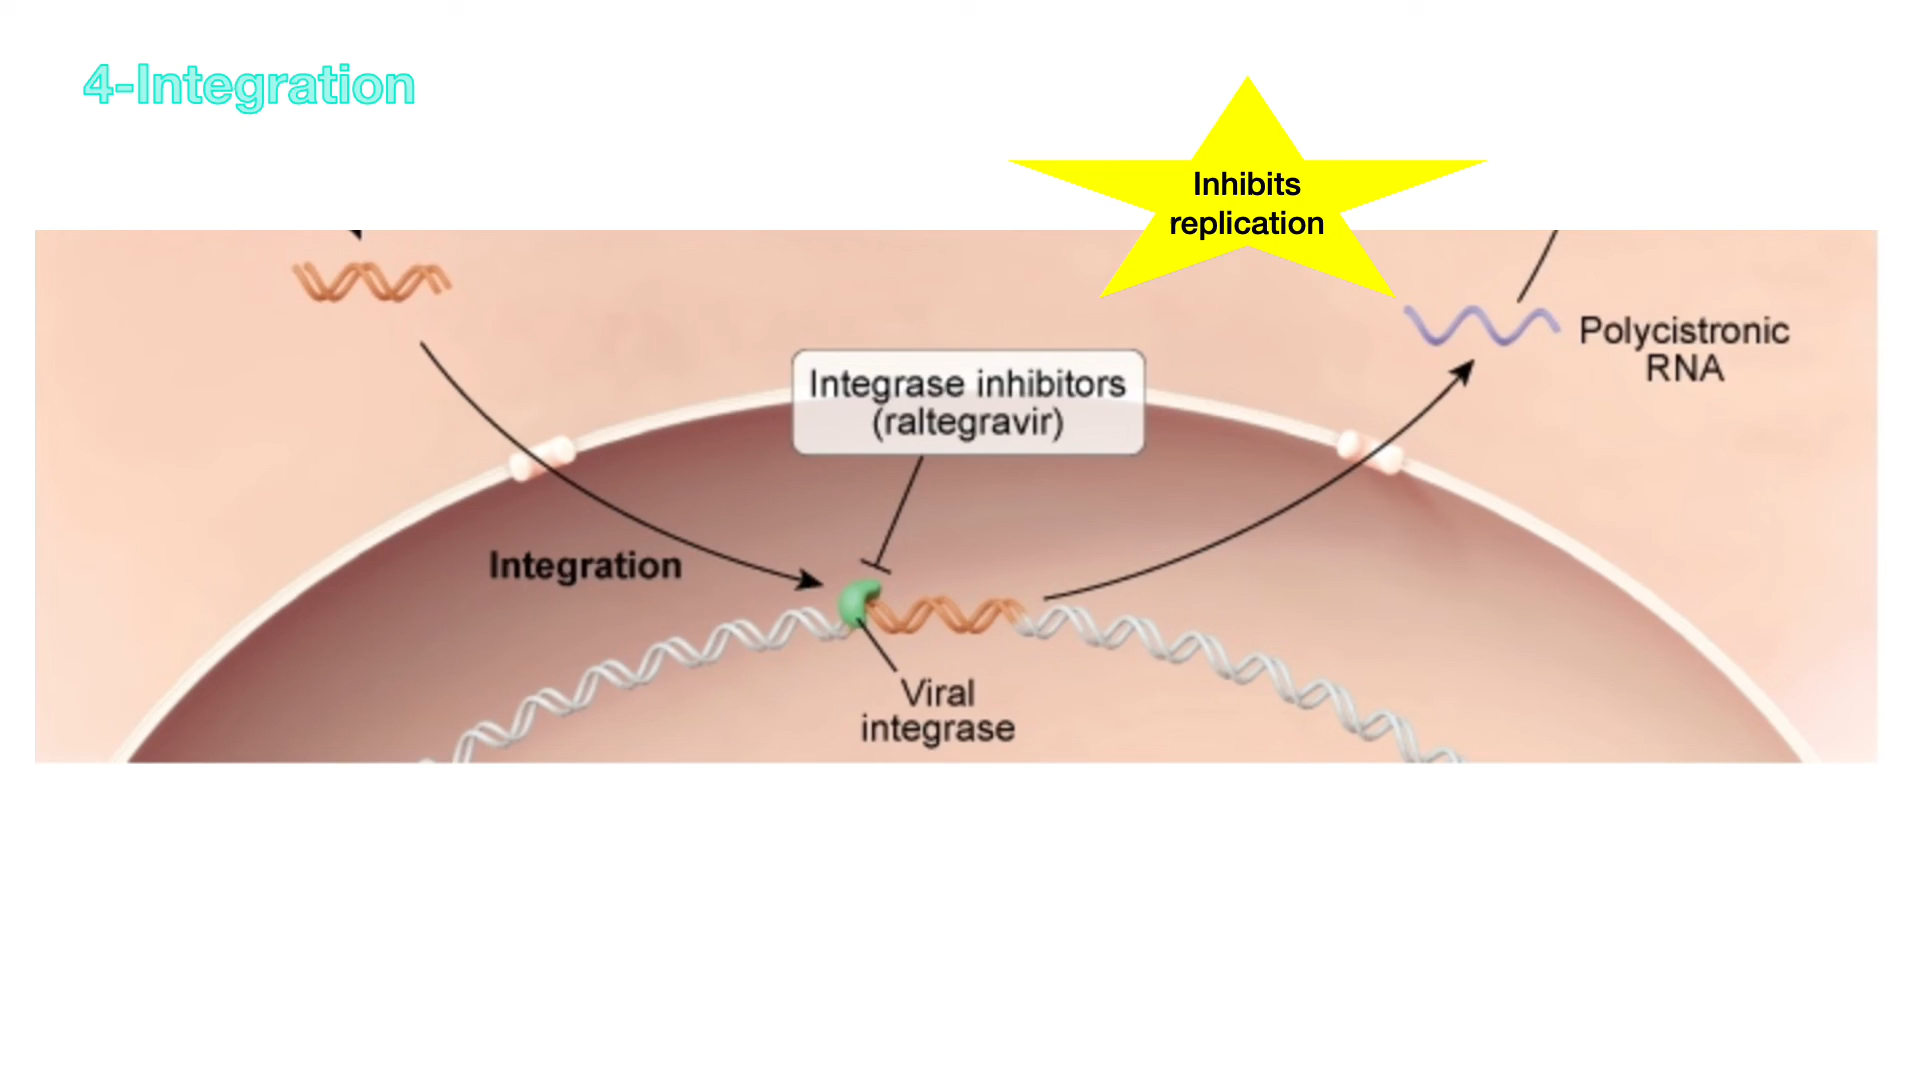 4-Integration
Inhibits
replication
Polycistronic
RNA
Integrase inhibitors
(raltegravir)
Integration
Viral
integrase